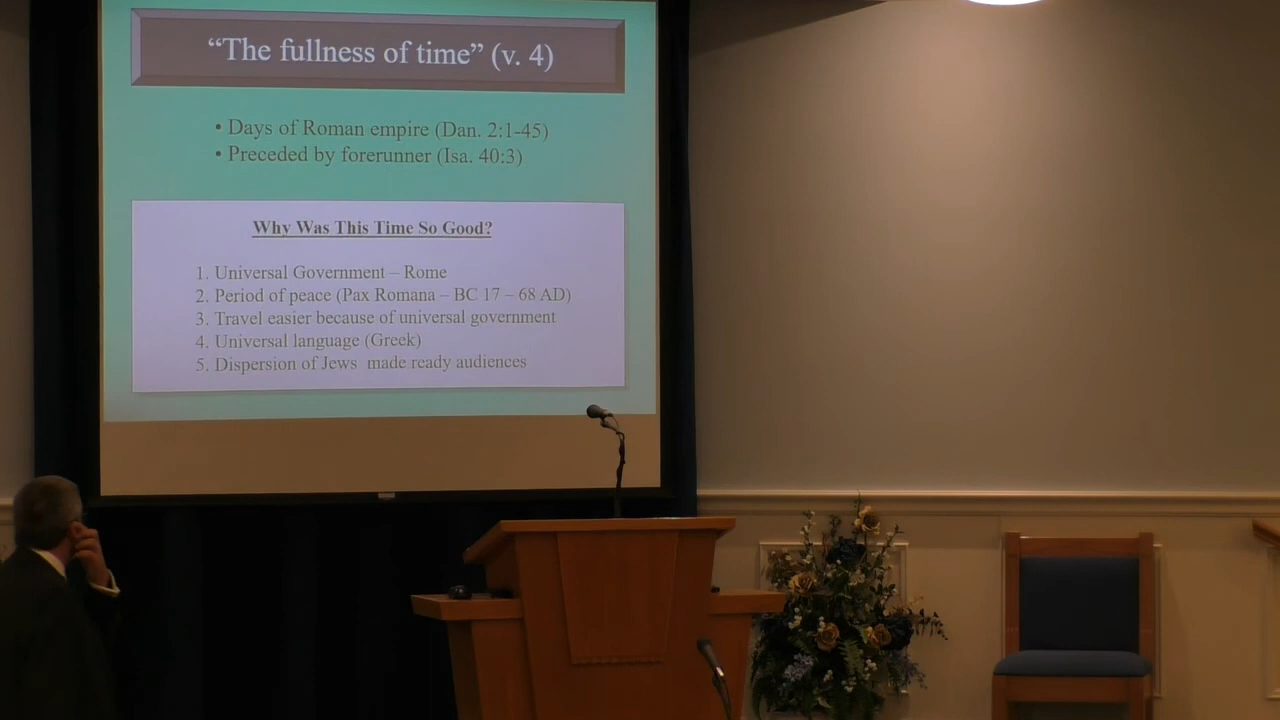 “The fullness of time” (v. 4)
• Days of Roman empire (Dan. 2:1-45)
• Preceded by forerunner (Isa. 40:3)
Why Was This Time So Good?
1. Universal Government – Rome
2. Period of peace (Pax Romana – BC 17 – 68 AD)
3. Travel easier because of universal government
4. Universal language (Greek)
5. Dispersion of Jews  made ready audiences